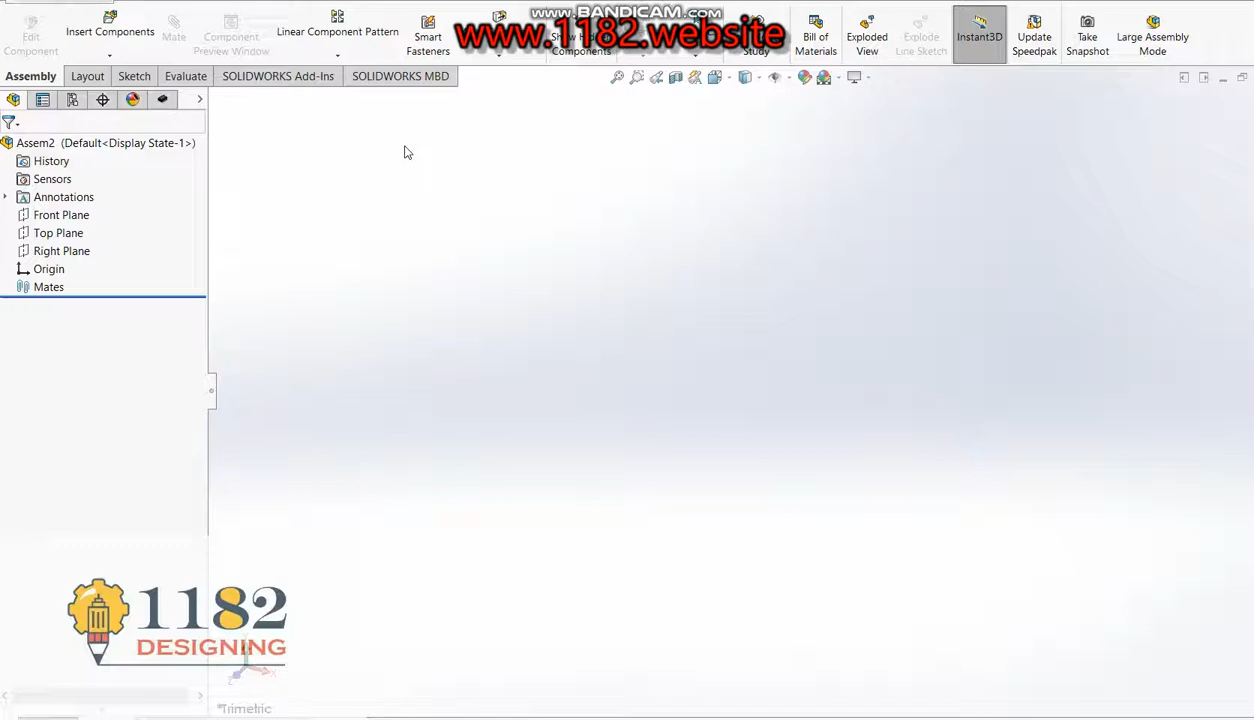 www.BANDICAM.com
www.1182.website
Edit
Component
Insert Components
Mate
Component
Preview Window
Linear Component Pattern
Smart
Fasteners
Show Hidden
Components
Study
Bill of
Materials
Exploded
View
Explode
Line Sketch
Instant3D
Update
Speedpak
Take
Snapshot
Large Assembly
Mode
Assembly
Layout
Sketch
Evaluate
SOLIDWORKS Add-Ins
SOLIDWORKS MBD
Assem2 (Default<Display State-1>)
History
Sensors
Annotations
Front Plane
Top Plane
Right Plane
Origin
Mates
1182
DESIGNING
*Trimetric